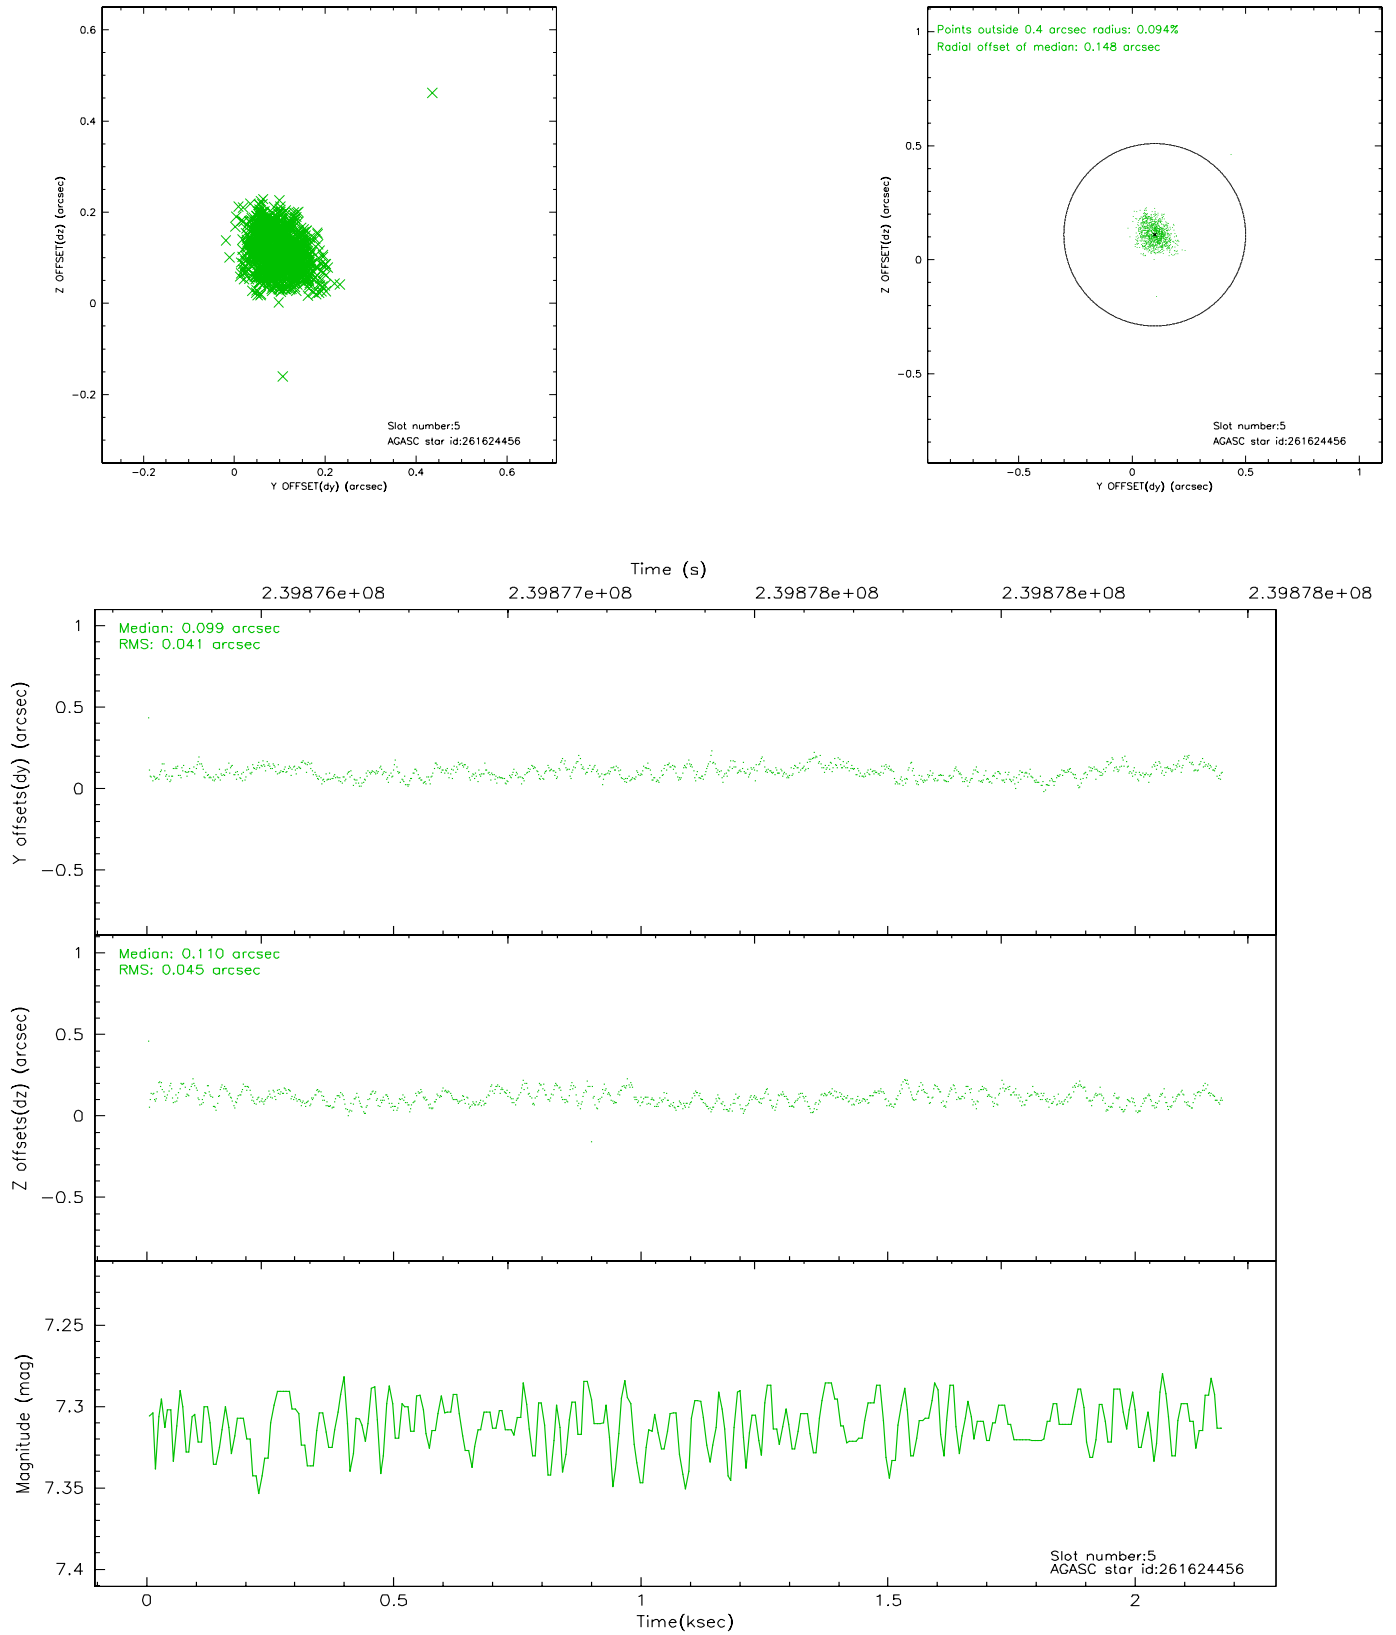 0.6
0.4
0.2
0
−0.2
Z OFFSET(dz) (arcsec)
Slot number:5
AGASC star id:261624456
−0.2 0 0.2 0.4 0.6
Y OFFSET(dy) (arcsec)
Points outside 0.4 arcsec radius: 0.094%
Radial offset of median: 0.148 arcsec
1
0.5
0
−0.5
Z OFFSET(dz) (arcsec)
Slot number:5
AGASC star id:261624456
−0.5 0 0.5 1
Y OFFSET(dy) (arcsec)
Time (s)
2.39876e+08 2.39877e+08 2.39878e+08 2.39878e+08 2.39878e+08
Median: 0.099 arcsec
RMS: 0.041 arcsec
1
0.5
0
−0.5
Y offsets(dy) (arcsec)
Median: 0.110 arcsec
RMS: 0.045 arcsec
1
0.5
0
−0.5
Z offsets(dz) (arcsec)
7.25
7.3
7.35
7.4
Magnitude (mag)
Slot number:5
AGASC star id:261624456
0 0.5 1 1.5 2
Time(ksec)